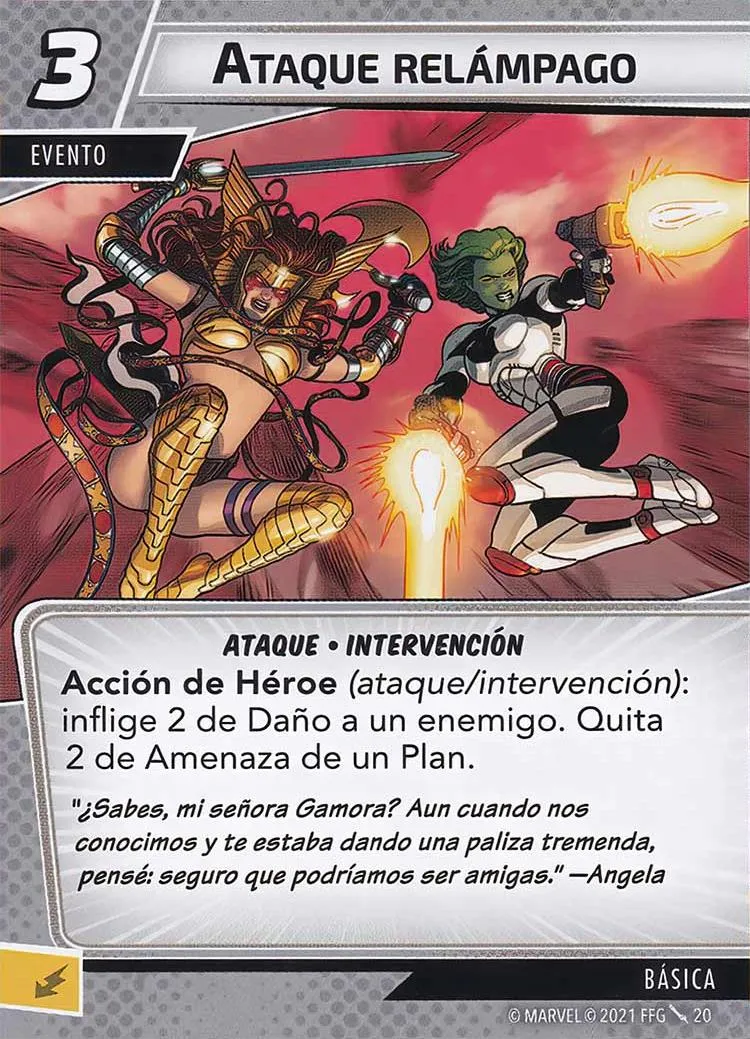 3
ATAQUE RELÁMPAGO
EVENTO
ATAQUE • INTERVENCIÓN
Acción de Héroe (ataque/intervención):
inflige 2 de Daño a un enemigo. Quita
2 de Amenaza de un Plan.
"¿Sabes, mi señora Gamora? Aun cuando nos
conocimos y te estaba dando una paliza tremenda,
pensé: seguro que podríamos ser amigas." —Angela
BÁSICA
© MARVEL © 2021 FFG 20